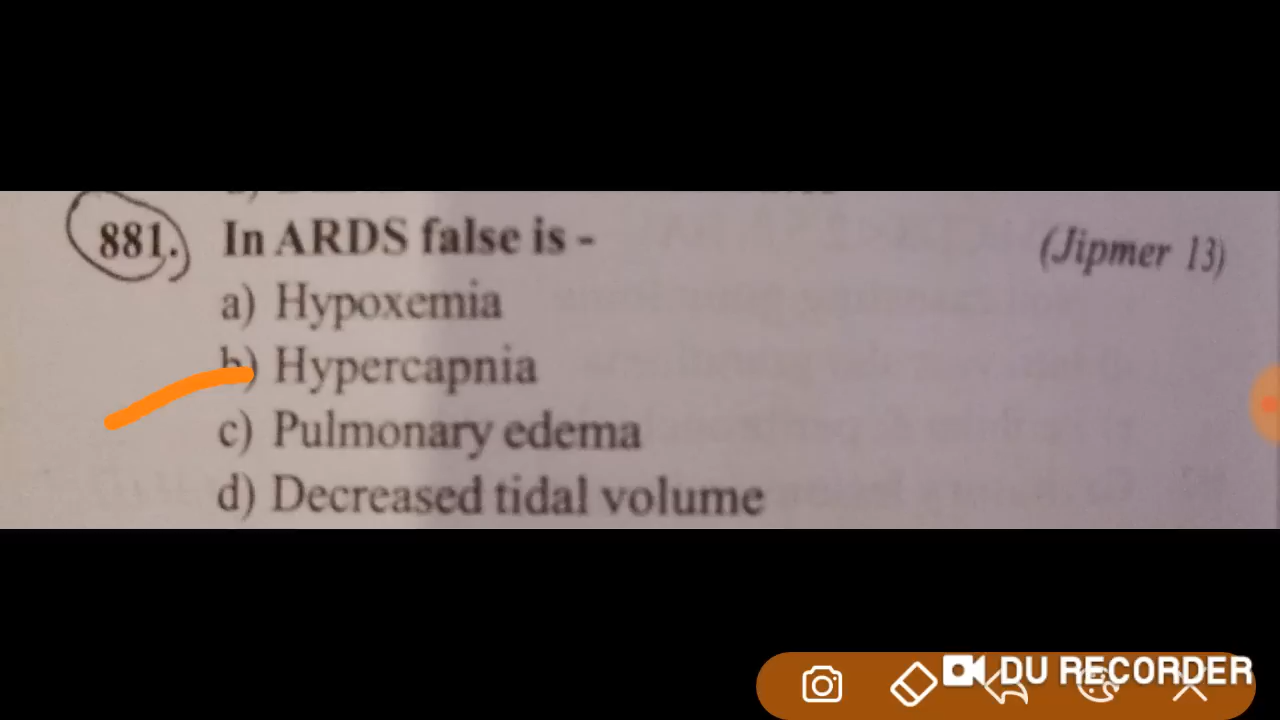 881. In ARDS false is - (Jipmer 13)
a) Hypoxemia
b) Hypercapnia
c) Pulmonary edema
d) Decreased tidal volume
DU RECORDER